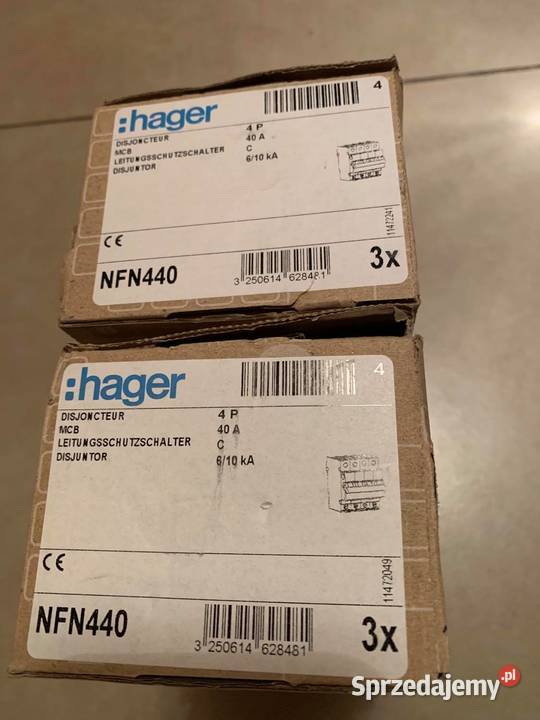 :hager
4
DISJONCTEUR 4 P
MCB 40 A
LEITUNGSSCHUTZSCHALTER C
DISJUNTOR 6/10 kA
11472241
CE
NFN440
3 250614 628481
3x
:hager
4
DISJONCTEUR 4 P
MCB 40 A
LEITUNGSSCHUTZSCHALTER C
DISJUNTOR 6/10 kA
11472049
CE
NFN440
3 250614 628481
3x
Sprzedajemy.pl